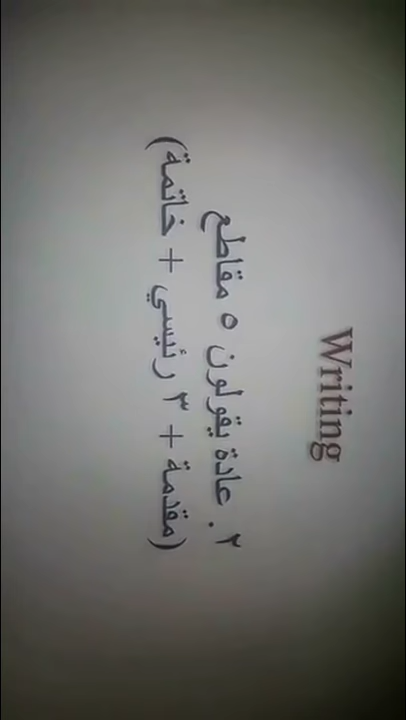 Writing
٢. عادة يقولون ٥ مقاطع
(مقدمة + ٣ رئيسي + خاتمة)